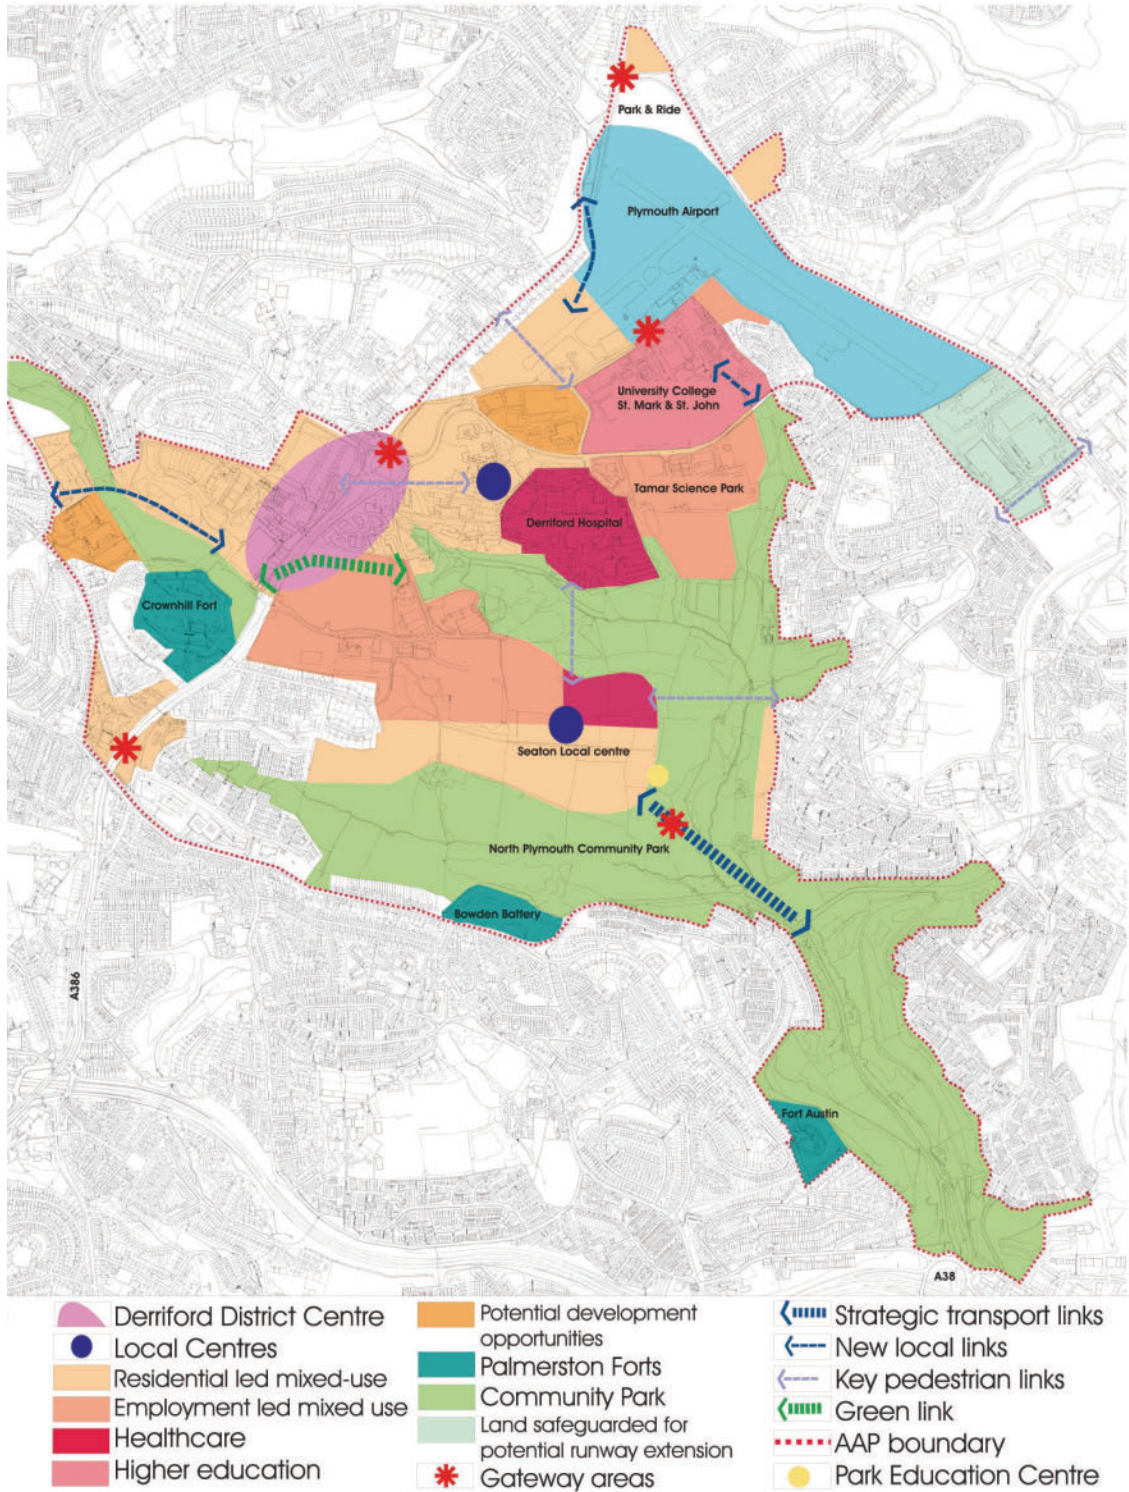 Park & Ride
Plymouth Airport
University College
St. Mark & St. John
Tamar Science Park
Derriford Hospital
Crownhill Fort
Seaton Local centre
North Plymouth Community Park
Bowden Battery
A386
Fort Austin
A38
Derriford District Centre
Local Centres
Residential led mixed-use
Employment led mixed use
Healthcare
Higher education
Potential development
opportunities
Palmerston Forts
Community Park
Land safeguarded for
potential runway extension
Gateway areas
Strategic transport links
New local links
Key pedestrian links
Green link
AAP boundary
Park Education Centre